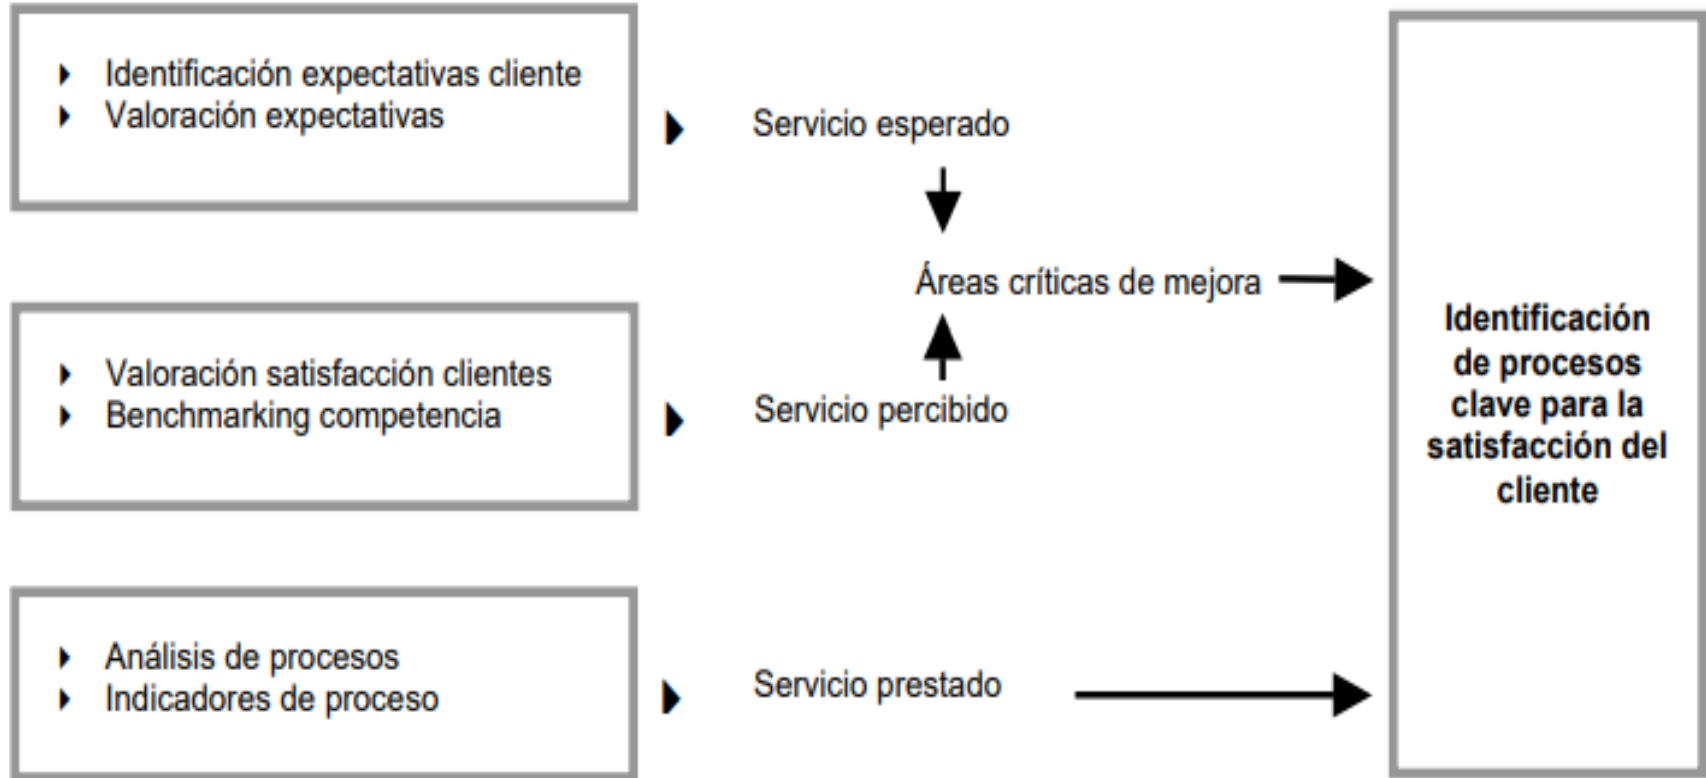 Identificación expectativas cliente
Valoración expectativas
Servicio esperado
Áreas críticas de mejora
Valoración satisfacción clientes
Benchmarking competencia
Servicio percibido
Análisis de procesos
Indicadores de proceso
Servicio prestado
Identificación
de procesos
clave para la
satisfacción del
cliente